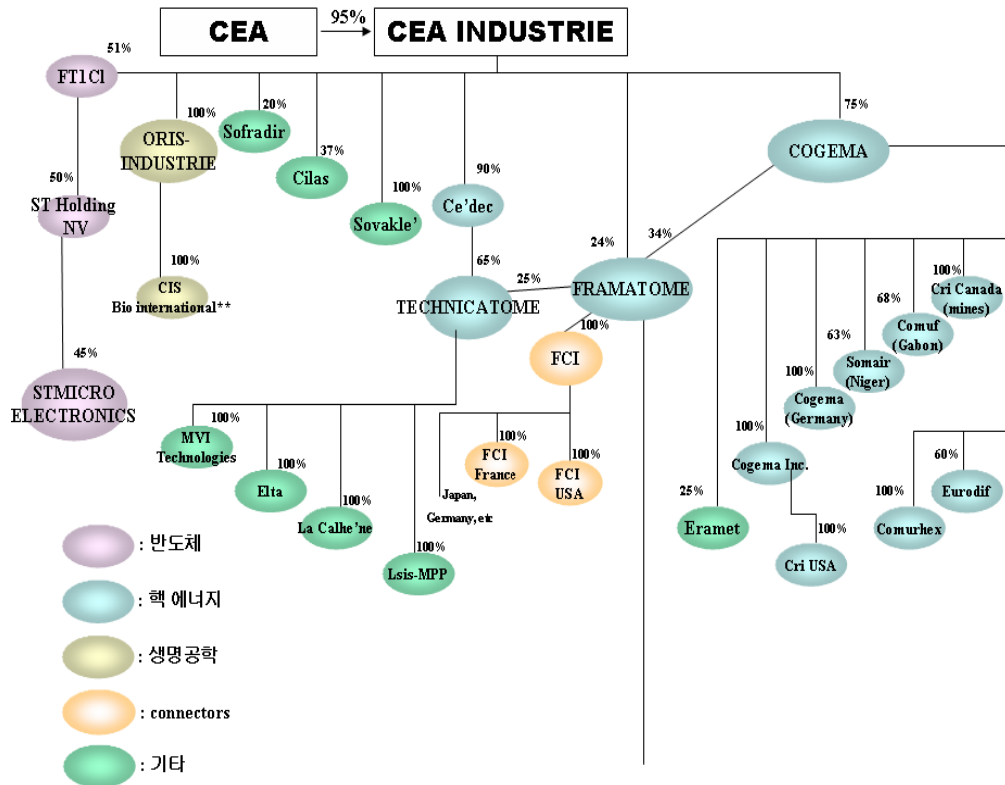 CEA
95%
CEA INDUSTRIE
51%
FT1Cl
100%
ORIS-
INDUSTRIE
20%
Sofradir
37%
Cilas
100%
Sovakle’
90%
Ce’dec
75%
COGEMA
50%
ST Holding
NV
100%
CIS
Bio international**
65%
TECHNICATOME
25%
24%
34%
FRAMATOME
100%
FCI
45%
STMICRO
ELECTRONICS
100%
MVI
Technologies
100%
Elta
100%
La Calhe’ne
100%
Lsis-MPP
Japan,
Germany, etc
100%
FCI
France
100%
FCI
USA
100%
Cri Canada
(mines)
68%
Comuf
(Gabon)
63%
Somair
(Niger)
100%
Cogema
(Germany)
100%
Cogema Inc.
25%
Eramet
100%
Cri USA
60%
Eurodif
100%
Comurhex
: 반도체
: 핵 에너지
: 생명공학
: connectors
: 기타